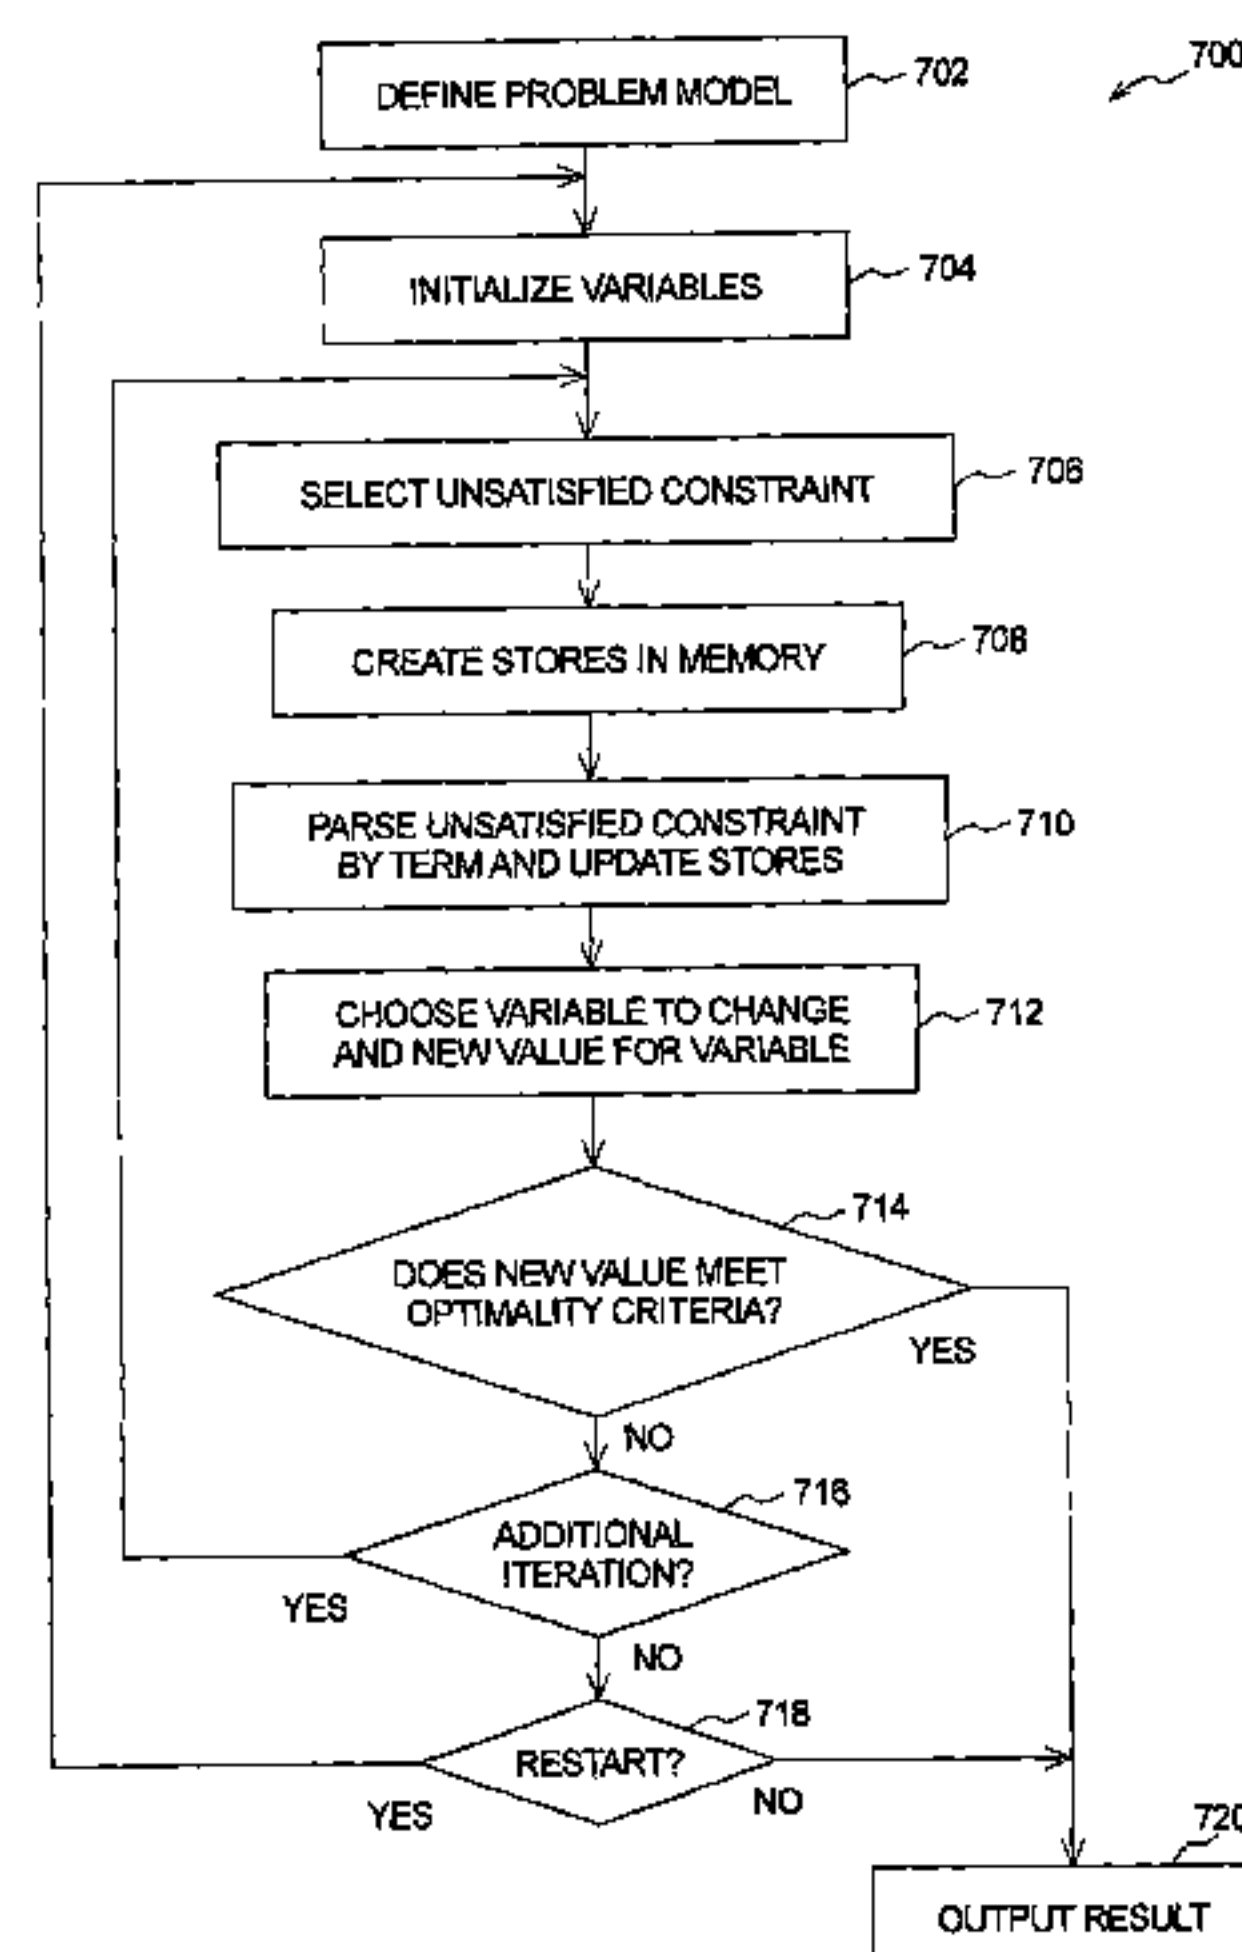 700
DEFINE PROBLEM MODEL
702
INITIALIZE VARIABLES
704
SELECT UNSATISFIED CONSTRAINT
706
CREATE STORES IN MEMORY
708
PARSE UNSATISFIED CONSTRAINT
BY TERM AND UPDATE STORES
710
CHOOSE VARIABLE TO CHANGE
AND NEW VALUE FOR VARIABLE
712
714
DOES NEW VALUE MEET
OPTIMALITY CRITERIA?
YES
NO
716
ADDITIONAL
ITERATION?
YES
NO
718
RESTART?
YES
NO
720
OUTPUT RESULT